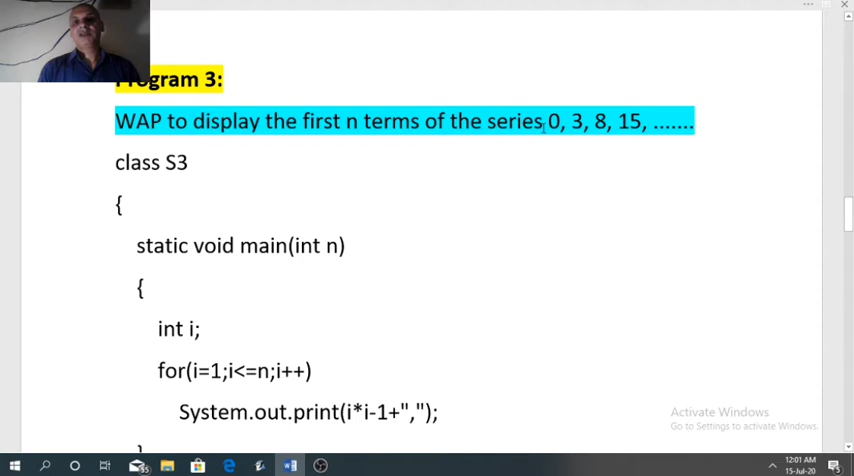 Program 3:
WAP to display the first n terms of the series 0, 3, 8, 15, .......
class S3
{
static void main(int n)
{
int i;
for(i=1;i<=n;i++)
System.out.print(i*i-1+",");
}
Activate Windows
Go to Settings to activate Windows.
12:01 AM
15-Jul-20